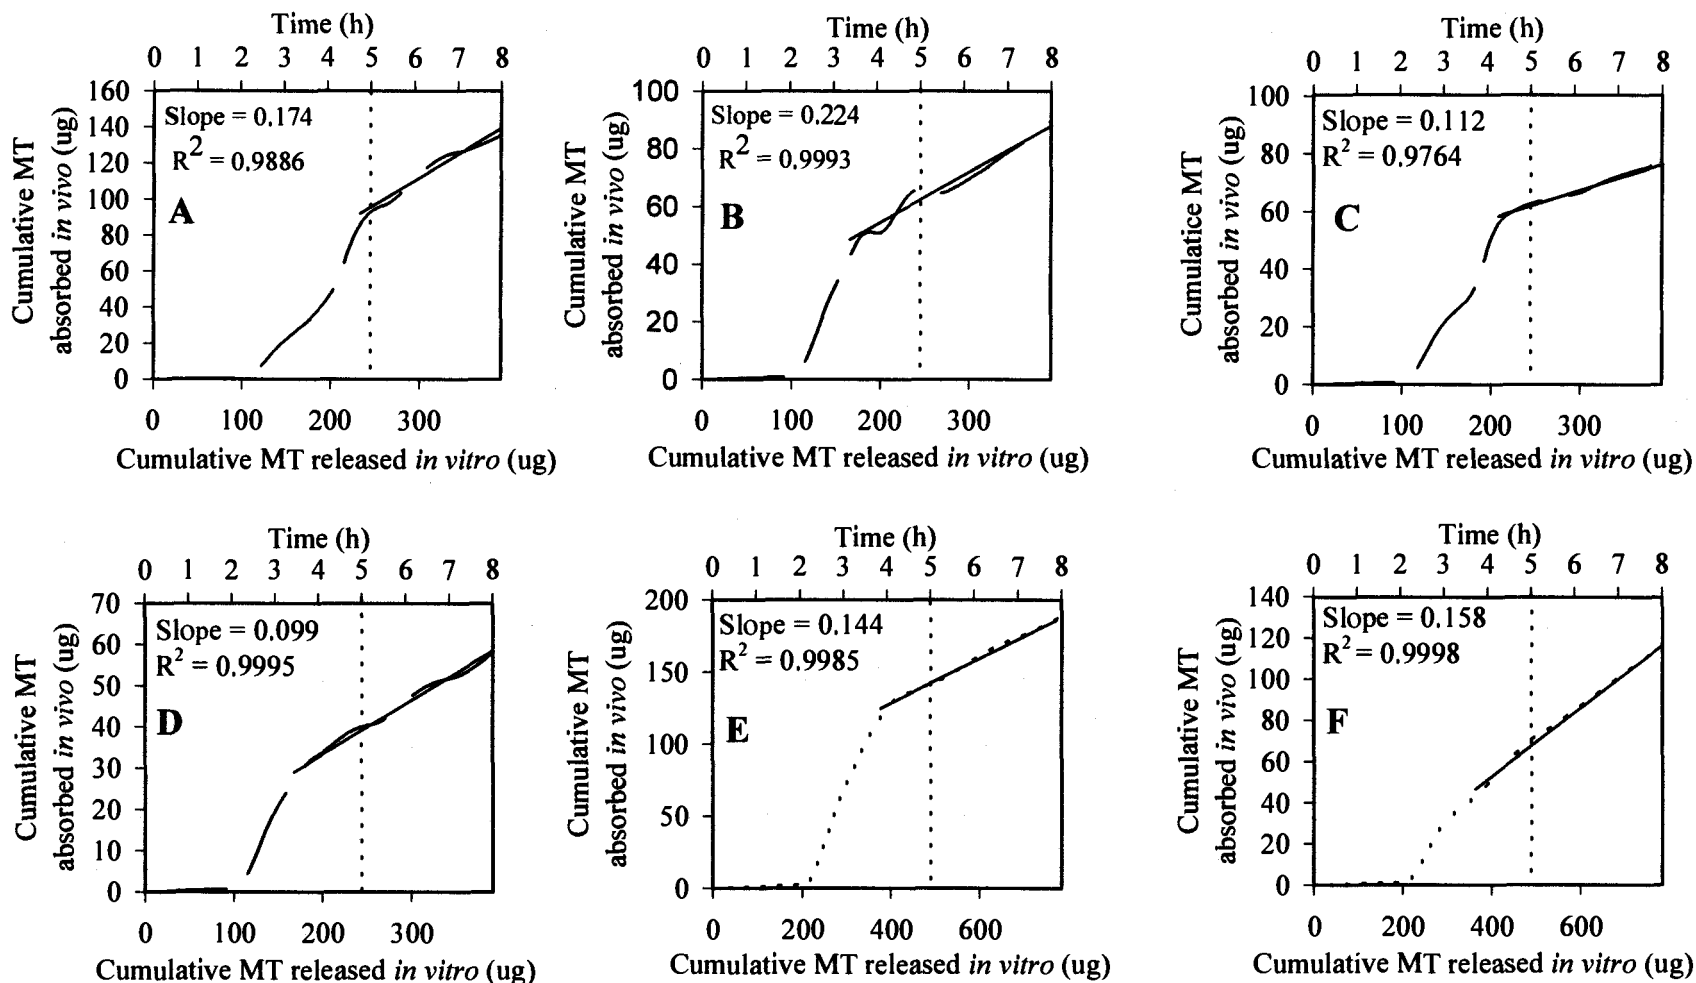 Time (h)
0 1 2 3 4 5 6 7 8
160
140
120
100
80
60
40
20
0
Cumulative MT
absorbed in vivo (ug)
Slope = 0.174
R2 = 0.9886
A
0 200 300
Cumulative MT released in vitro (ug)
Time (h)
0 1 2 3 4 5 6 7 8
100
80
60
40
20
0
Cumulative MT
absorbed in vivo (ug)
Slope = 0.224
R2 = 0.9993
B
0 100 200 300
Cumulative MT released in vitro (ug)
Time (h)
0 1 2 3 4 5 6 7 8
100
80
60
40
20
0
Cumulatice MT
absorbed in vivo (ug)
Slope = 0.112
R2 = 0.9764
C
0 100 200 300
Cumulative MT released in vitro (ug)
Time (h)
0 1 2 3 4 5 6 7 8
70
60
50
40
30
20
10
0
Cumulative MT
absorbed in vivo (ug)
Slope = 0.099
R2 = 0.9995
D
0 100 200 300
Cumulative MT released in vitro (ug)
Time (h)
0 1 2 3 4 5 6 7 8
200
150
100
50
0
Cumulative MT
absorbed in vivo (ug)
Slope = 0.144
R2 = 0.9985
E
0 200 400 600
Cumulative MT released in vitro (ug)
Time (h)
0 1 2 3 4 5 6 7 8
140
120
100
80
60
40
20
0
Cumulative MT
absorbed in vivo (ug)
Slope = 0.158
R2 = 0.9998
F
0 200 400 600
Cumulative MT released in vitro (ug)